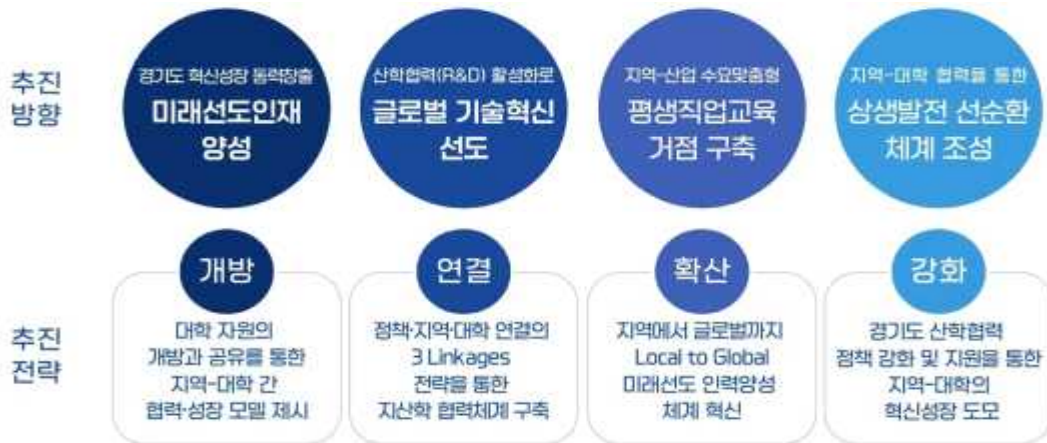 추진
방향
경기도 혁신성장 동력창출
미래선도인재
양성
산학협력(R&D) 활성화로
글로벌 기술혁신
선도
지역-산업 수요맞춤형
평생직업교육
거점 구축
지역-대학 협력을 통한
상생발전 선순환
체계 조성
추진
전략
개방
대학 자원의
개방과 공유를 통한
지역-대학 간
협력·성장 모델 제시
연결
정책·지역·대학 연결의
3 Linkages
전략을 통한
지산학 협력체계 구축
확산
지역에서 글로벌까지
Local to Global
미래선도 인력양성
체계 혁신
강화
경기도 산학협력
정책 강화 및 지원을 통한
지역-대학의
혁신성장 도모